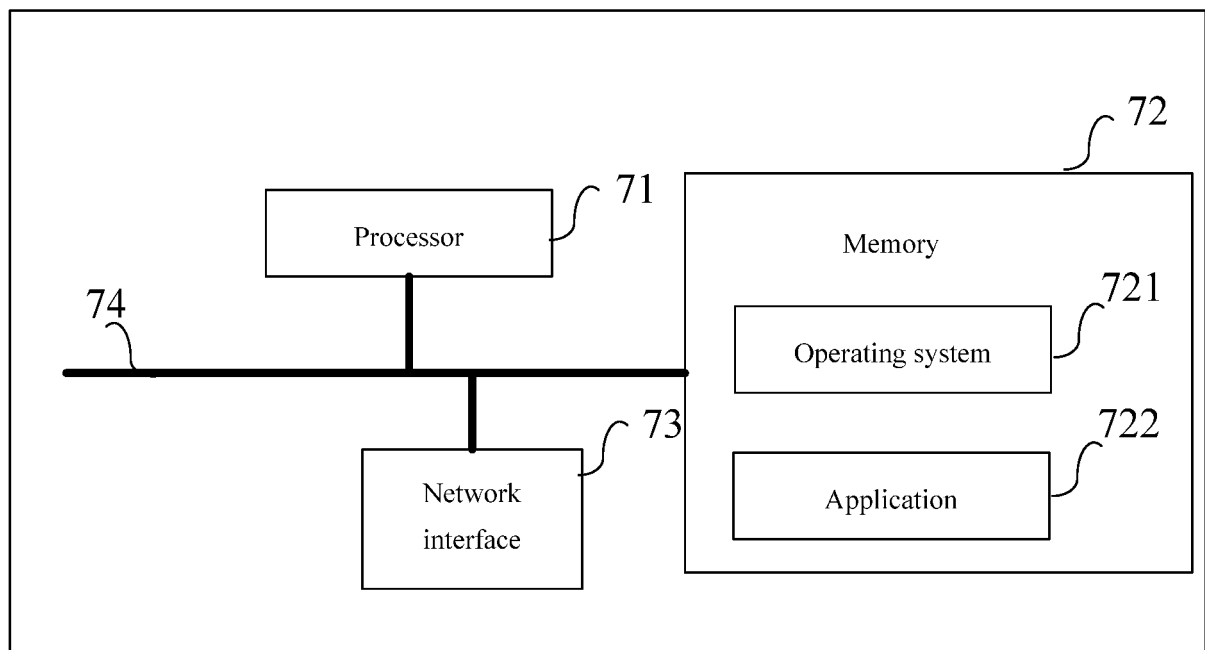 72
71
Processor
Memory
74
721
Operating system
73
722
Network
interface
Application